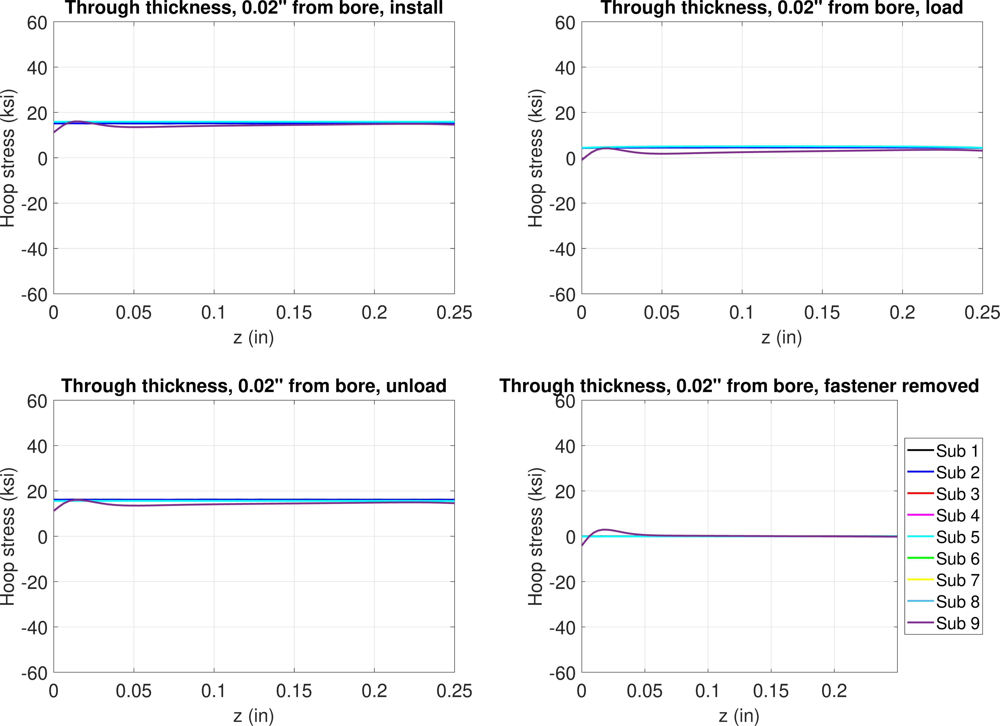 Through thickness, 0.02" from bore, install
60
40
20
0
-20
-40
-60
Hoop stress (ksi)
0 0.05 0.1 0.15 0.2 0.25
z (in)
Through thickness, 0.02" from bore, load
60
40
20
0
-20
-40
-60
Hoop stress (ksi)
0 0.05 0.1 0.15 0.2 0.25
z (in)
Through thickness, 0.02" from bore, unload
60
40
20
0
-20
-40
-60
Hoop stress (ksi)
0 0.05 0.1 0.15 0.2 0.25
z (in)
Through thickness, 0.02" from bore, fastener removed
60
40
20
0
-20
-40
-60
Hoop stress (ksi)
0 0.05 0.1 0.15 0.2
z (in)
Sub 1
Sub 2
Sub 3
Sub 4
Sub 5
Sub 6
Sub 7
Sub 8
Sub 9